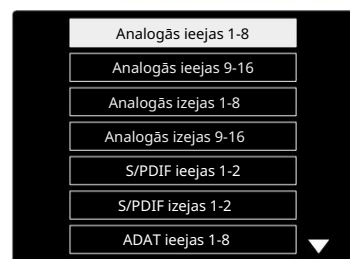 Analogās ieejas 1-8
Analogās ieejas 9-16
Analogās izejas 1-8
Analogās izejas 9-16
S/PDIF ieejas 1-2
S/PDIF izejas 1-2
ADAT ieejas 1-8